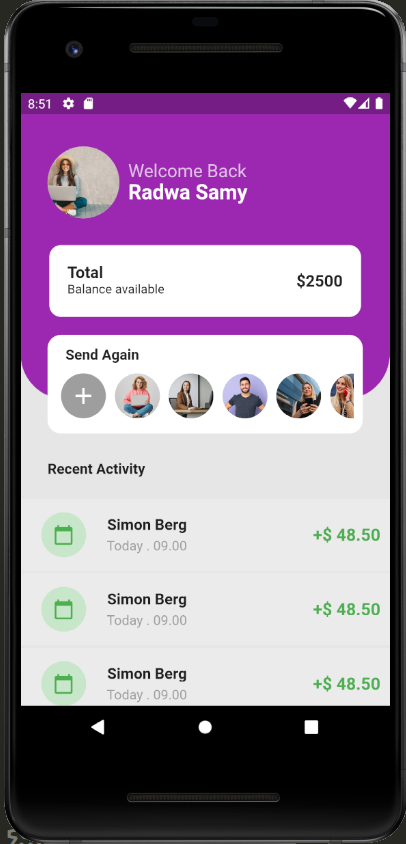 8:51
Welcome Back
Radwa Samy
Total
Balance available
$2500
Send Again
Recent Activity
Simon Berg
Today . 09.00
+$ 48.50
Simon Berg
Today . 09.00
+$ 48.50
Simon Berg
Today . 09.00
+$ 48.50